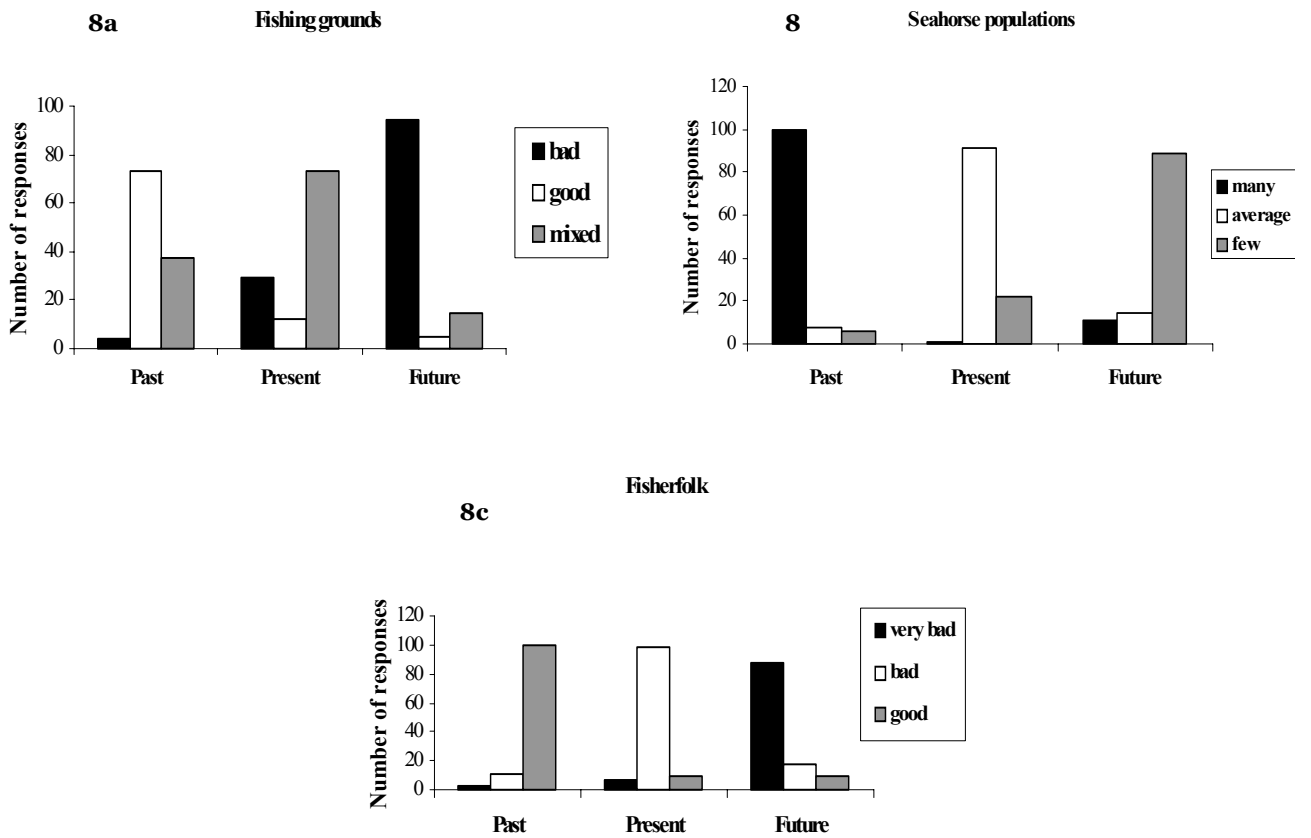 8a
Fishing grounds
Number of responses
100
80
60
40
20
0
Past Present Future
bad
good
mixed
8
Seahorse populations
Number of responses
120
100
80
60
40
20
0
Past Present Future
many
average
few
8c
Fisherfolk
Number of responses
120
100
80
60
40
20
0
Past Present Future
very bad
bad
good